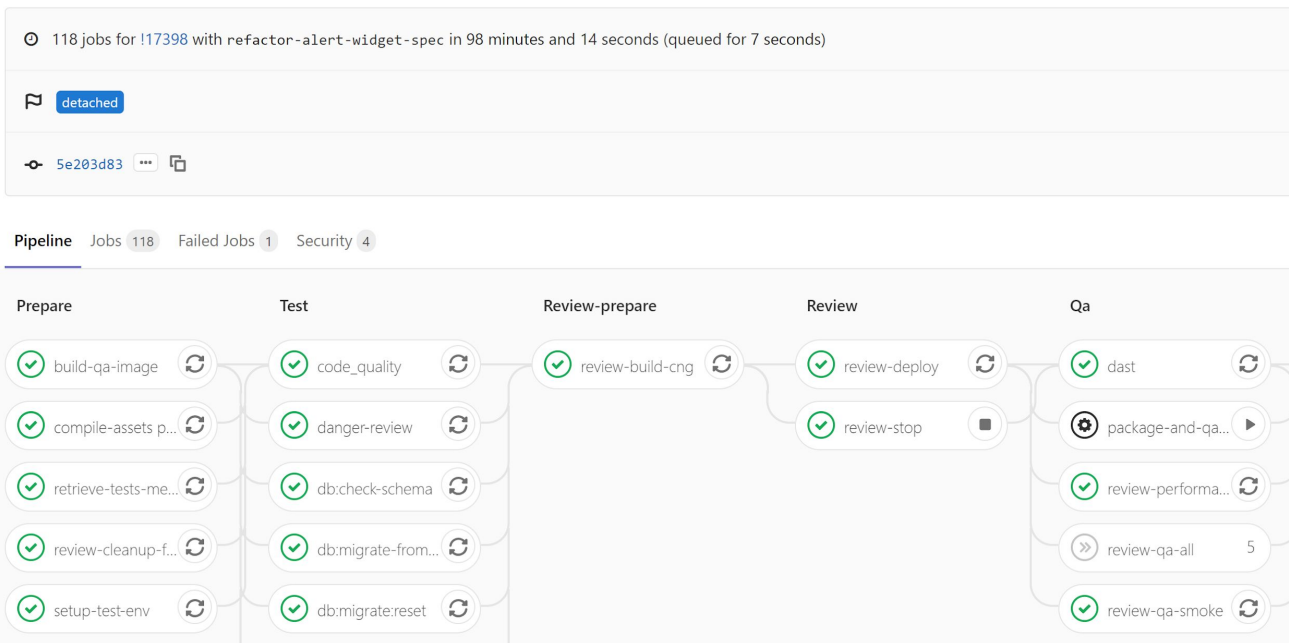 118 jobs for !17398 with refactor-alert-widget-spec in 98 minutes and 14 seconds (queued for 7 seconds)
detached
5e203d83 ...
Pipeline Jobs 118 Failed Jobs 1 Security 4
Prepare Test Review-prepare Review Qa
build-qa-image code_quality review-build-cng review-deploy dast
compile-assets p... danger-review review-stop package-and-qa...
retrieve-tests-me... db:check-schema review-performa...
review-cleanup-f... db:migrate-from... review-qa-all 5
setup-test-env db:migrate:reset review-qa-smoke